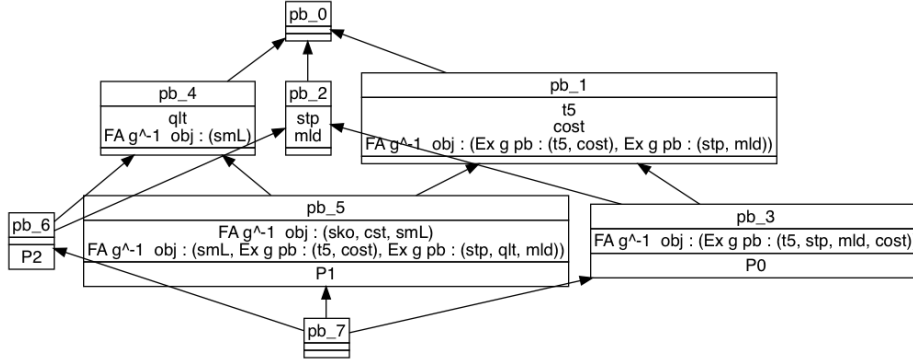 pb_0
pb_4
qlt
FA g^-1 obj : (smL)
pb_2
stp
mld
pb_1
t5
cost
FA g^-1 obj : (Ex g pb : (t5, cost), Ex g pb : (stp, mld))
pb_6
P2
pb_5
FA g^-1 obj : (sko, cst, smL)
FA g^-1 obj : (smL, Ex g pb : (t5, cost), Ex g pb : (stp, qlt, mld))
P1
pb_3
FA g^-1 obj : (Ex g pb : (t5, stp, mld, cost)
P0
pb_7